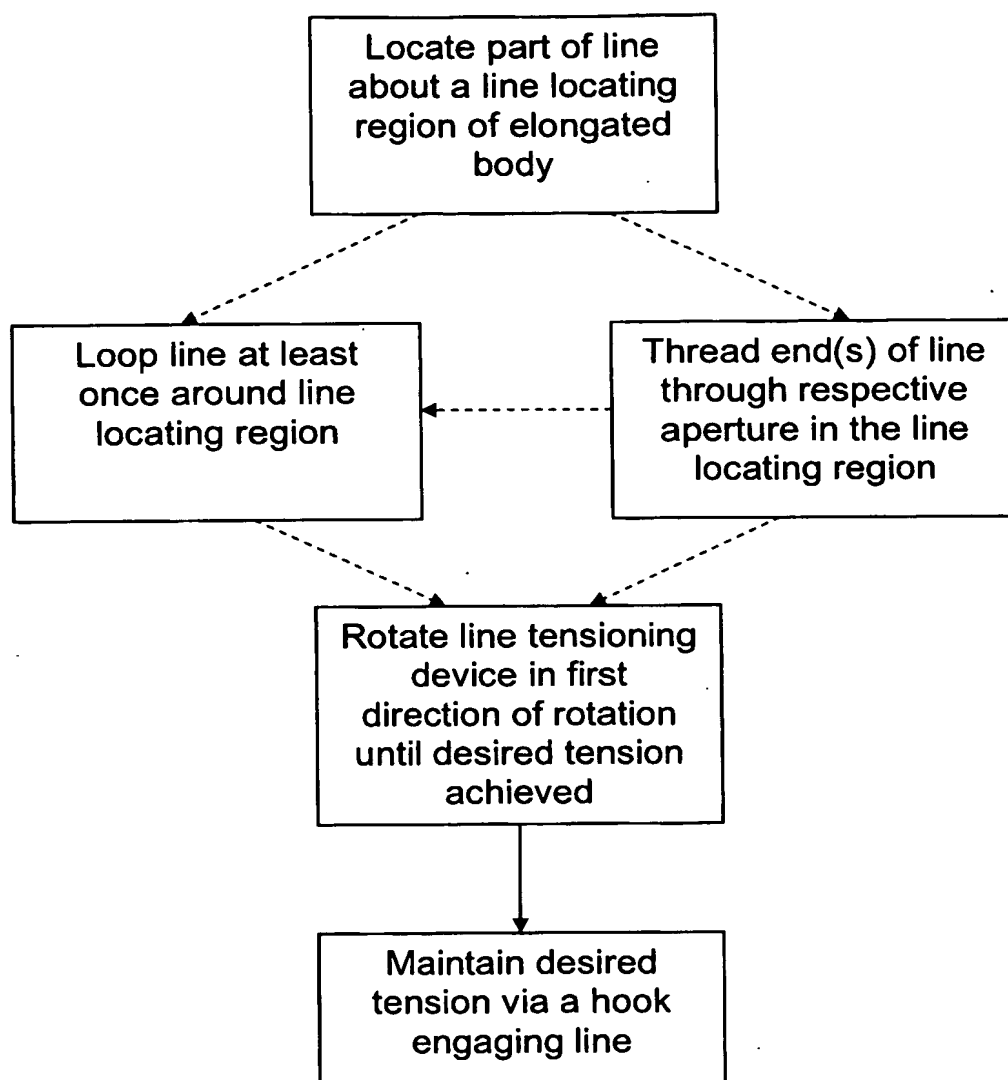 Locate part of line
about a line locating
region of elongated
body
Loop line at least
once around line
locating region
Thread end(s) of line
through respective
aperture in the line
locating region
Rotate line tensioning
device in first
direction of rotation
until desired tension
achieved
Maintain desired
tension via a hook
engaging line